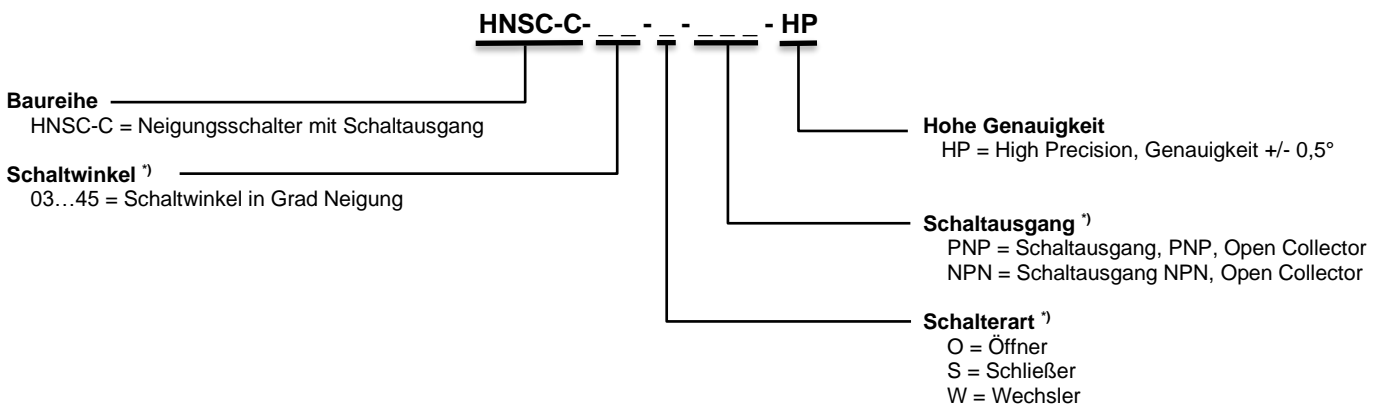 HNSC-C- _ _ - _ - _ _ _ - HP
Baureihe
HNSC-C = Neigungsschalter mit Schaltausgang
Schaltwinkel *)
03…45 = Schaltwinkel in Grad Neigung
Hohe Genauigkeit
HP = High Precision, Genauigkeit +/- 0,5°
Schaltausgang *)
PNP = Schaltausgang, PNP, Open Collector
NPN = Schaltausgang NPN, Open Collector
Schalterart *)
O = Öffner
S = Schließer
W = Wechsler